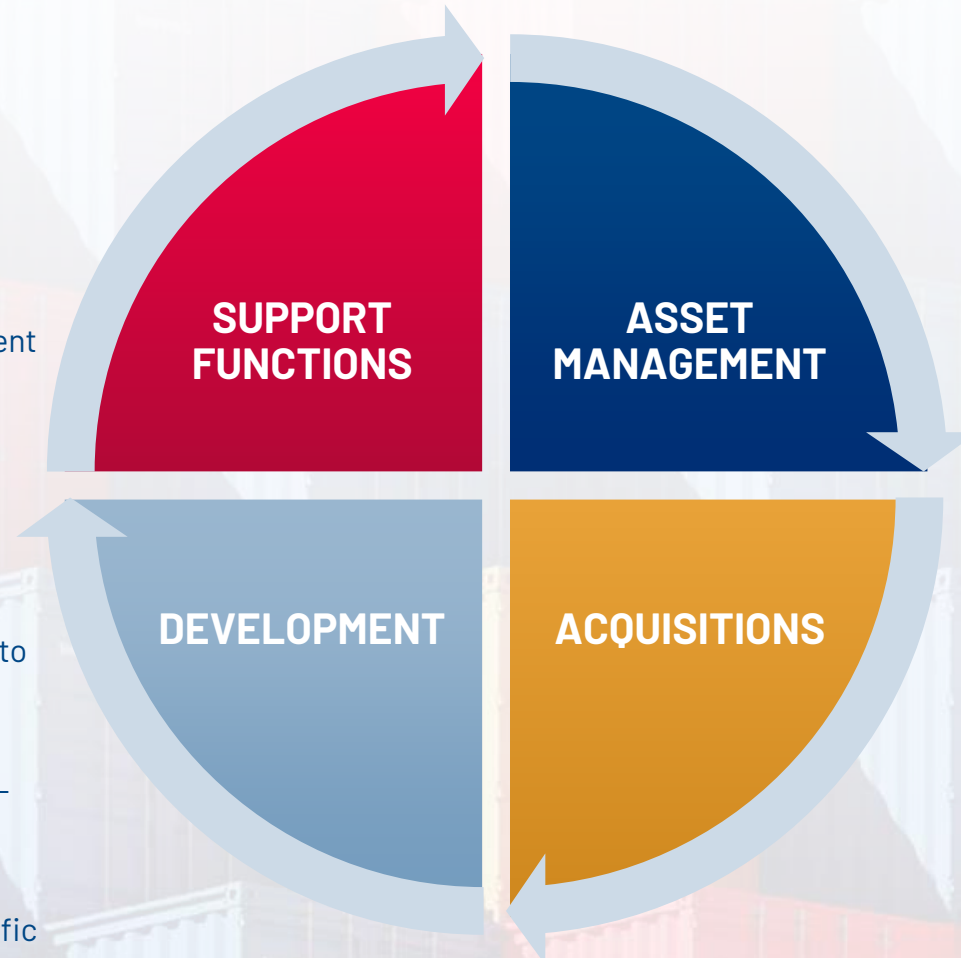 SUPPORT
FUNCTIONS
ASSET
MANAGEMENT
ent
DEVELOPMENT
ACQUISITIONS
to
-
fic